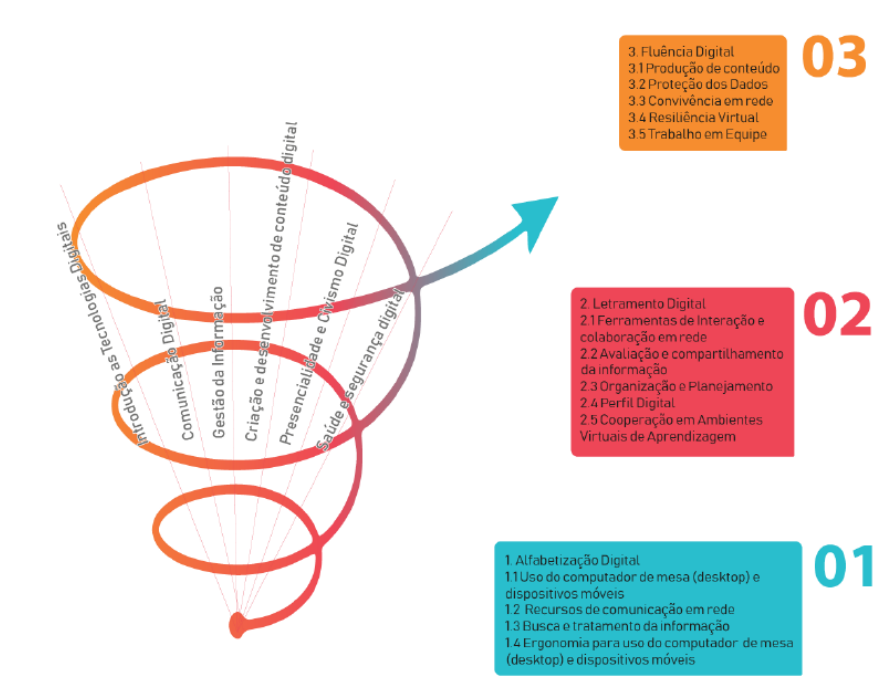 03
3. Fluência Digital
3.1 Produção de conteúdo
3.2 Proteção dos Dados
3.3 Convivência em rede
3.4 Resiliência Virtual
3.5 Trabalho em Equipe
Introdução as Tecnologias Digitais
Comunicação Digital
Gestão da Informação
Criação e desenvolvimento de conteúdo digital
Presencialidade e Civismo Digital
Saúde e segurança digital
02
2. Letramento Digital
2.1 Ferramentas de Interação e
colaboração em rede
2.2 Avaliação e compartilhamento
da informação
2.3 Organização e Planejamento
2.4 Perfil Digital
2.5 Cooperação em Ambientes
Virtuais de Aprendizagem
01
1. Alfabetização Digital
1.1 Uso do computador de mesa (desktop) e
dispositivos móveis
1.2 Recursos de comunicação em rede
1.3 Busca e tratamento da informação
1.4 Ergonomia para uso do computador de mesa
(desktop) e dispositivos móveis